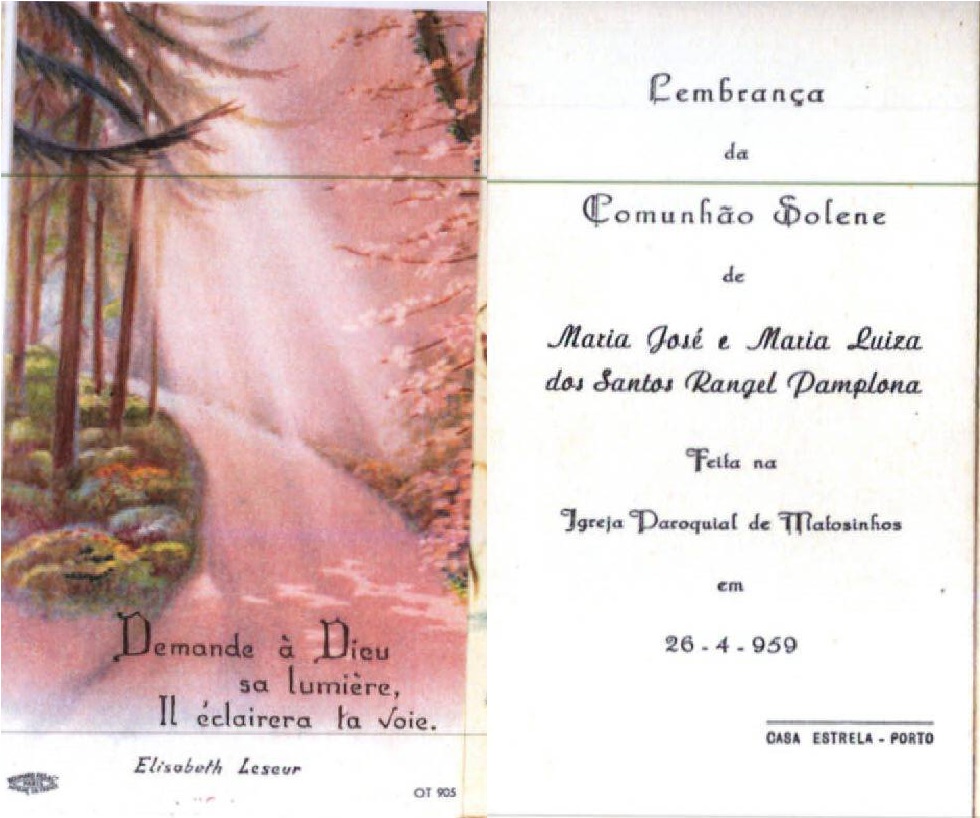 Demande à Dieu
sa lumière,
Il éclairera ta voie.
Elisabeth Leseur
OT 905
Lembrança
da
Comunhão Solene
de
Maria José e Maria Luiza
dos Santos Rangel Pamplona
Feita na
Igreja Paroquial de Matosinhos
em
26-4-959
CASA ESTRELA - PORTO